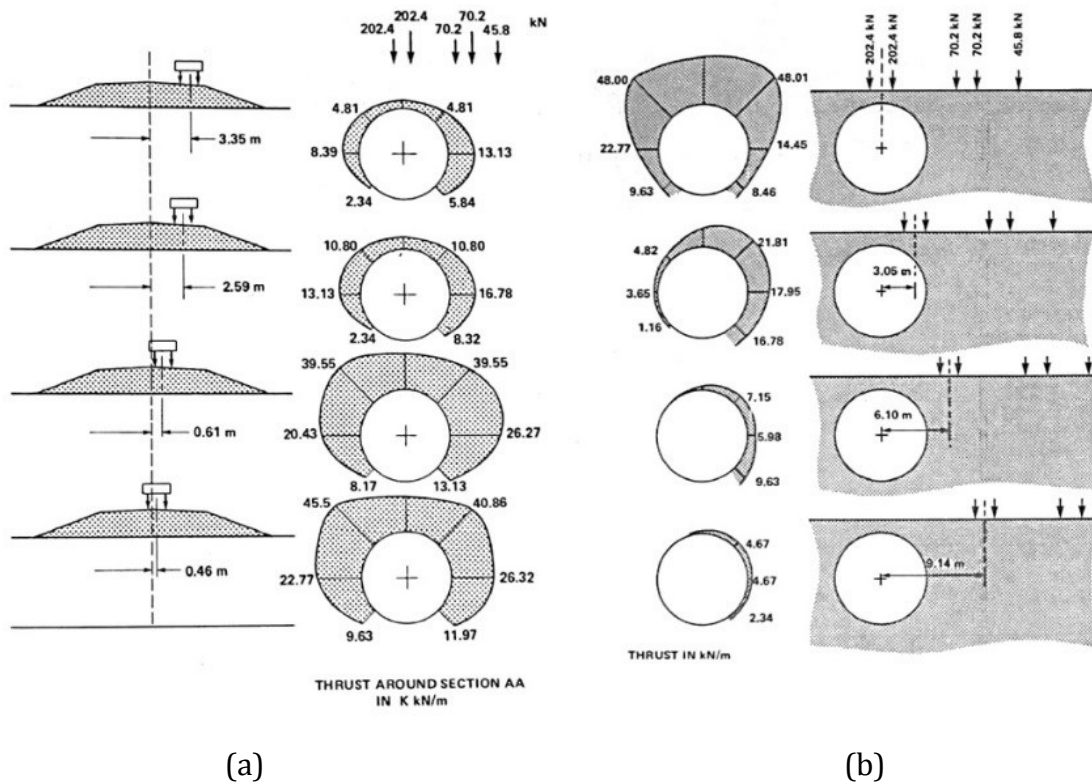 202.4
202.4 70.2
70.2 45.8
kN
3.35 m
4.81 4.81
8.39 13.13
2.34 5.84
2.59 m
10.80 10.80
13.13 16.78
2.34 8.32
0.61 m
39.55 39.55
20.43 26.27
8.17 13.13
0.46 m
45.5 40.86
22.77 26.32
9.63 11.97
THRUST AROUND SECTION AA
IN K kN/m
(a)
202.4 kN
202.4 kN
70.2 kN
70.2 kN
45.8 kN
48.00 48.01
22.77 14.45
9.63 8.46
4.82 21.81
3.65 17.95
1.16 16.78
3.05 m
7.15
5.98
9.63
6.10 m
4.67
4.67
2.34
9.14 m
THRUST IN kN/m
(b)